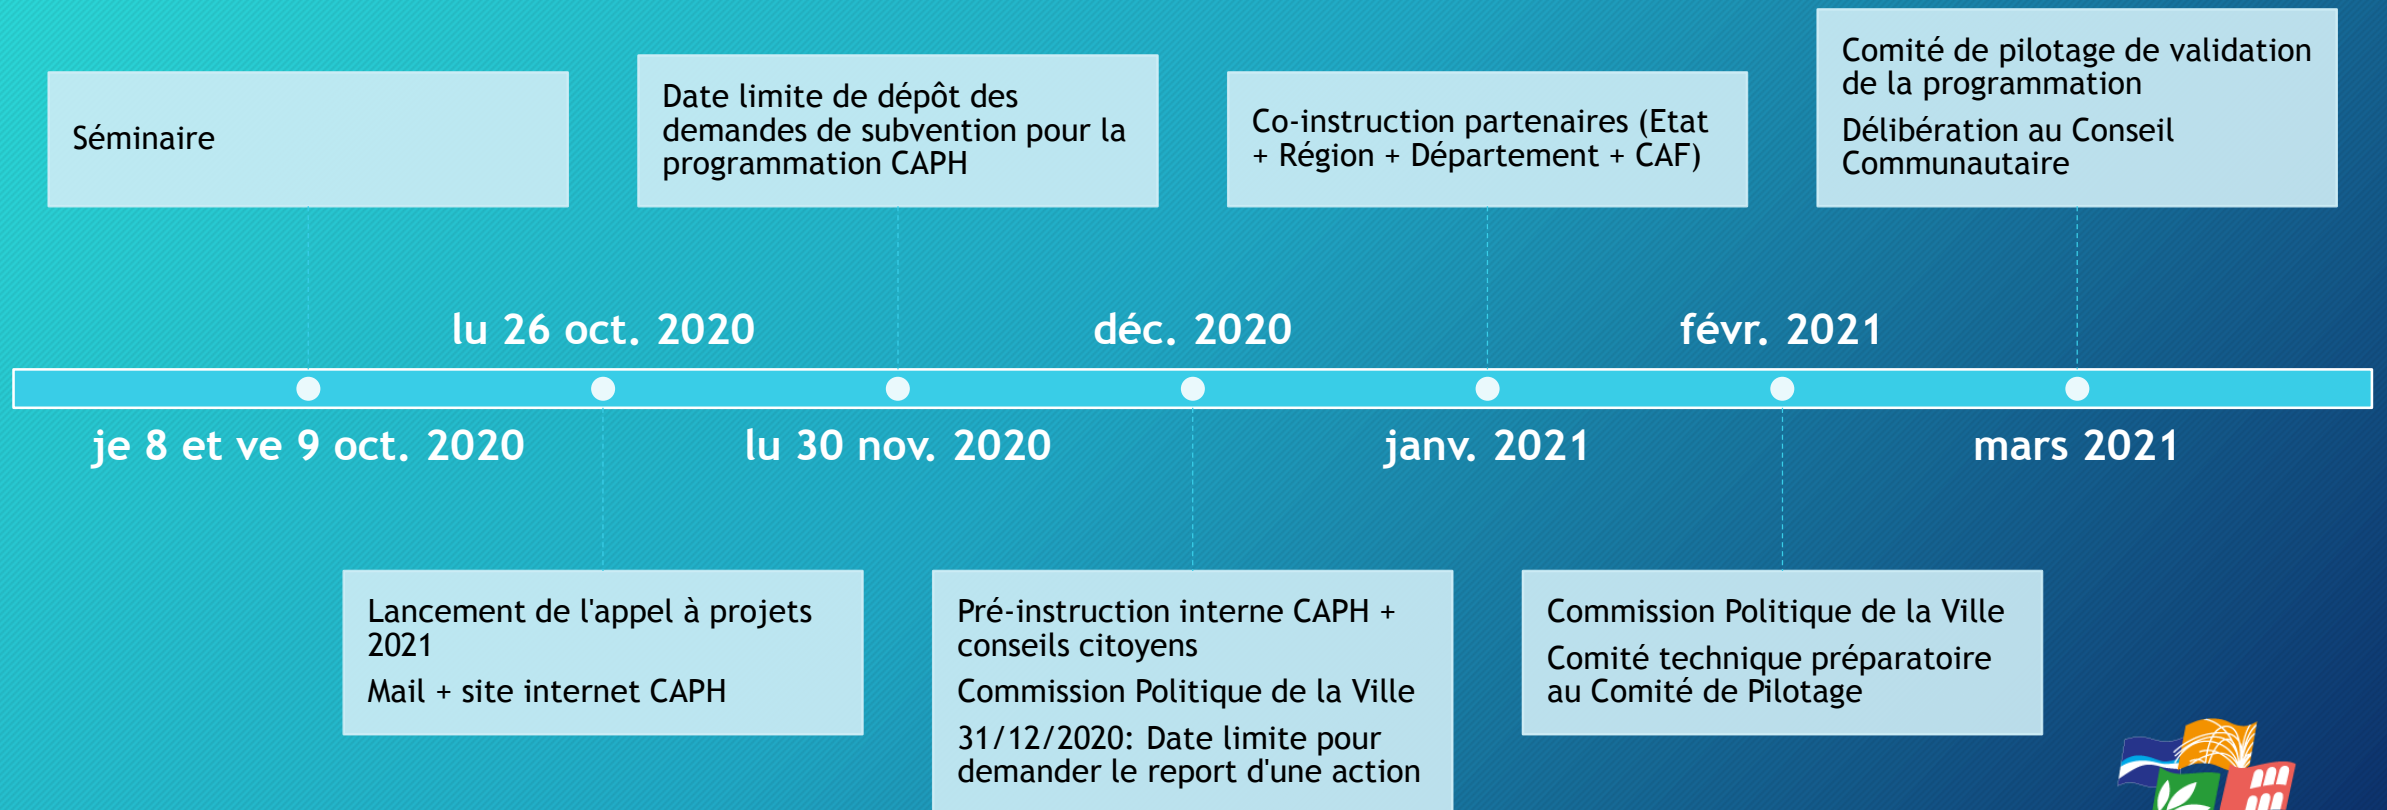 Séminaire
Date limite de dépôt des
demandes de subvention pour la
programmation CAPH
Co-instruction partenaires (Etat
+ Région + Département + CAF)
Comité de pilotage de validation
de la programmation
Délibération au Conseil
Communautaire
lu 26 oct. 2020
déc. 2020
févr. 2021
je 8 et ve 9 oct. 2020
lu 30 nov. 2020
janv. 2021
mars 2021
Lancement de l'appel à projets
2021
Mail + site internet CAPH
Pré-instruction interne CAPH +
conseils citoyens
Commission Politique de la Ville
31/12/2020: Date limite pour
demander le report d'une action
Commission Politique de la Ville
Comité technique préparatoire
au Comité de Pilotage